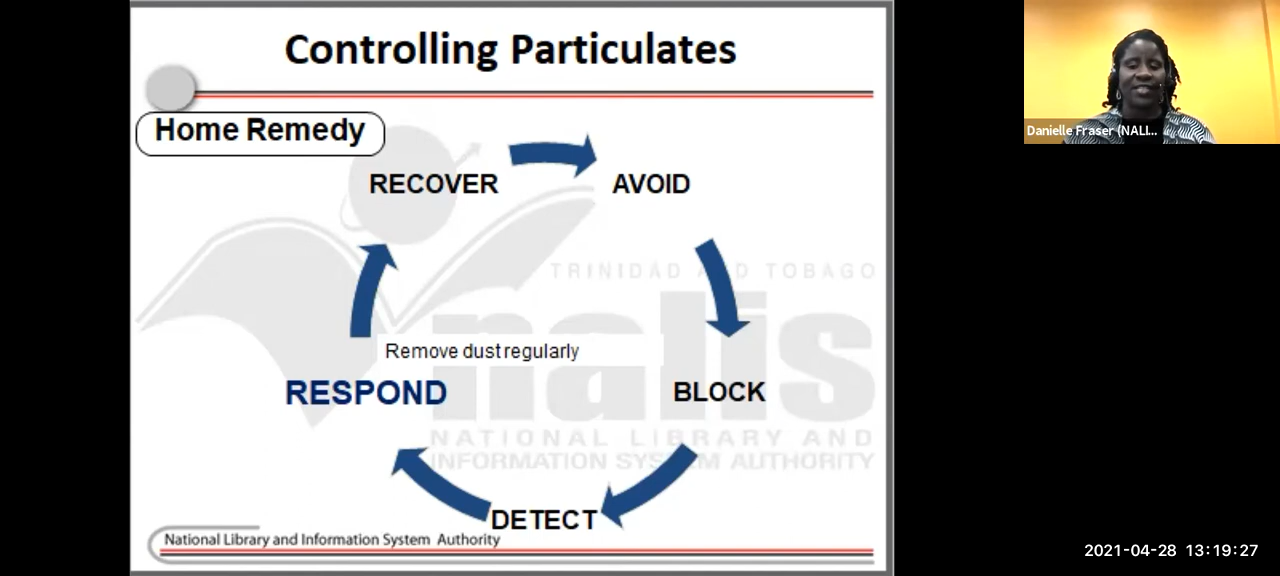 Controlling Particulates
Home Remedy
RECOVER
AVOID
TRINIDAD AND TOBAGO
Remove dust regularly
nalis
RESPOND
BLOCK
NATIONAL LIBRARY AND
INFORMATION SYSTEM AUTHORITY
DETECT
National Library and Information System Authority
Danielle Fraser (NALI...
2021-04-28 13:19:27